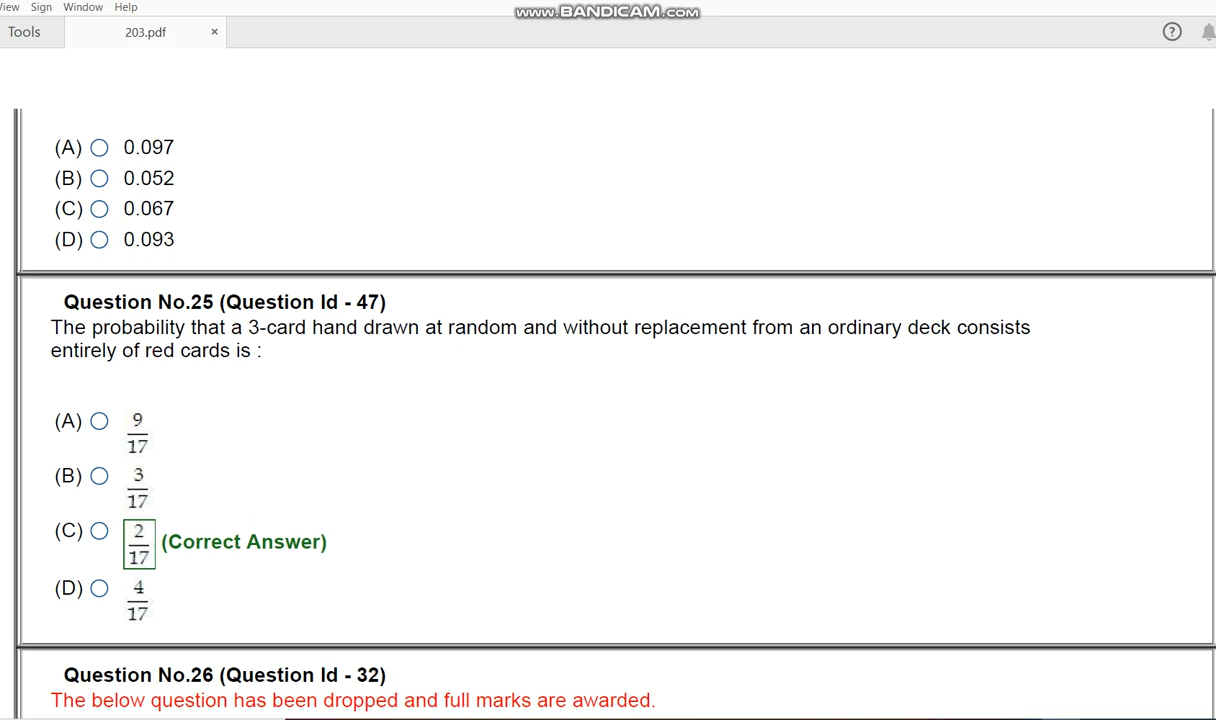 View Sign Window Help
www.BANDICAM.com
Tools 203.pdf × ?
(A) 0.097
(B) 0.052
(C) 0.067
(D) 0.093
Question No.25 (Question Id - 47)
The probability that a 3-card hand drawn at random and without replacement from an ordinary deck consists
entirely of red cards is :
(A) 9/17
(B) 3/17
(C) 2/17 (Correct Answer)
(D) 4/17
Question No.26 (Question Id - 32)
The below question has been dropped and full marks are awarded.